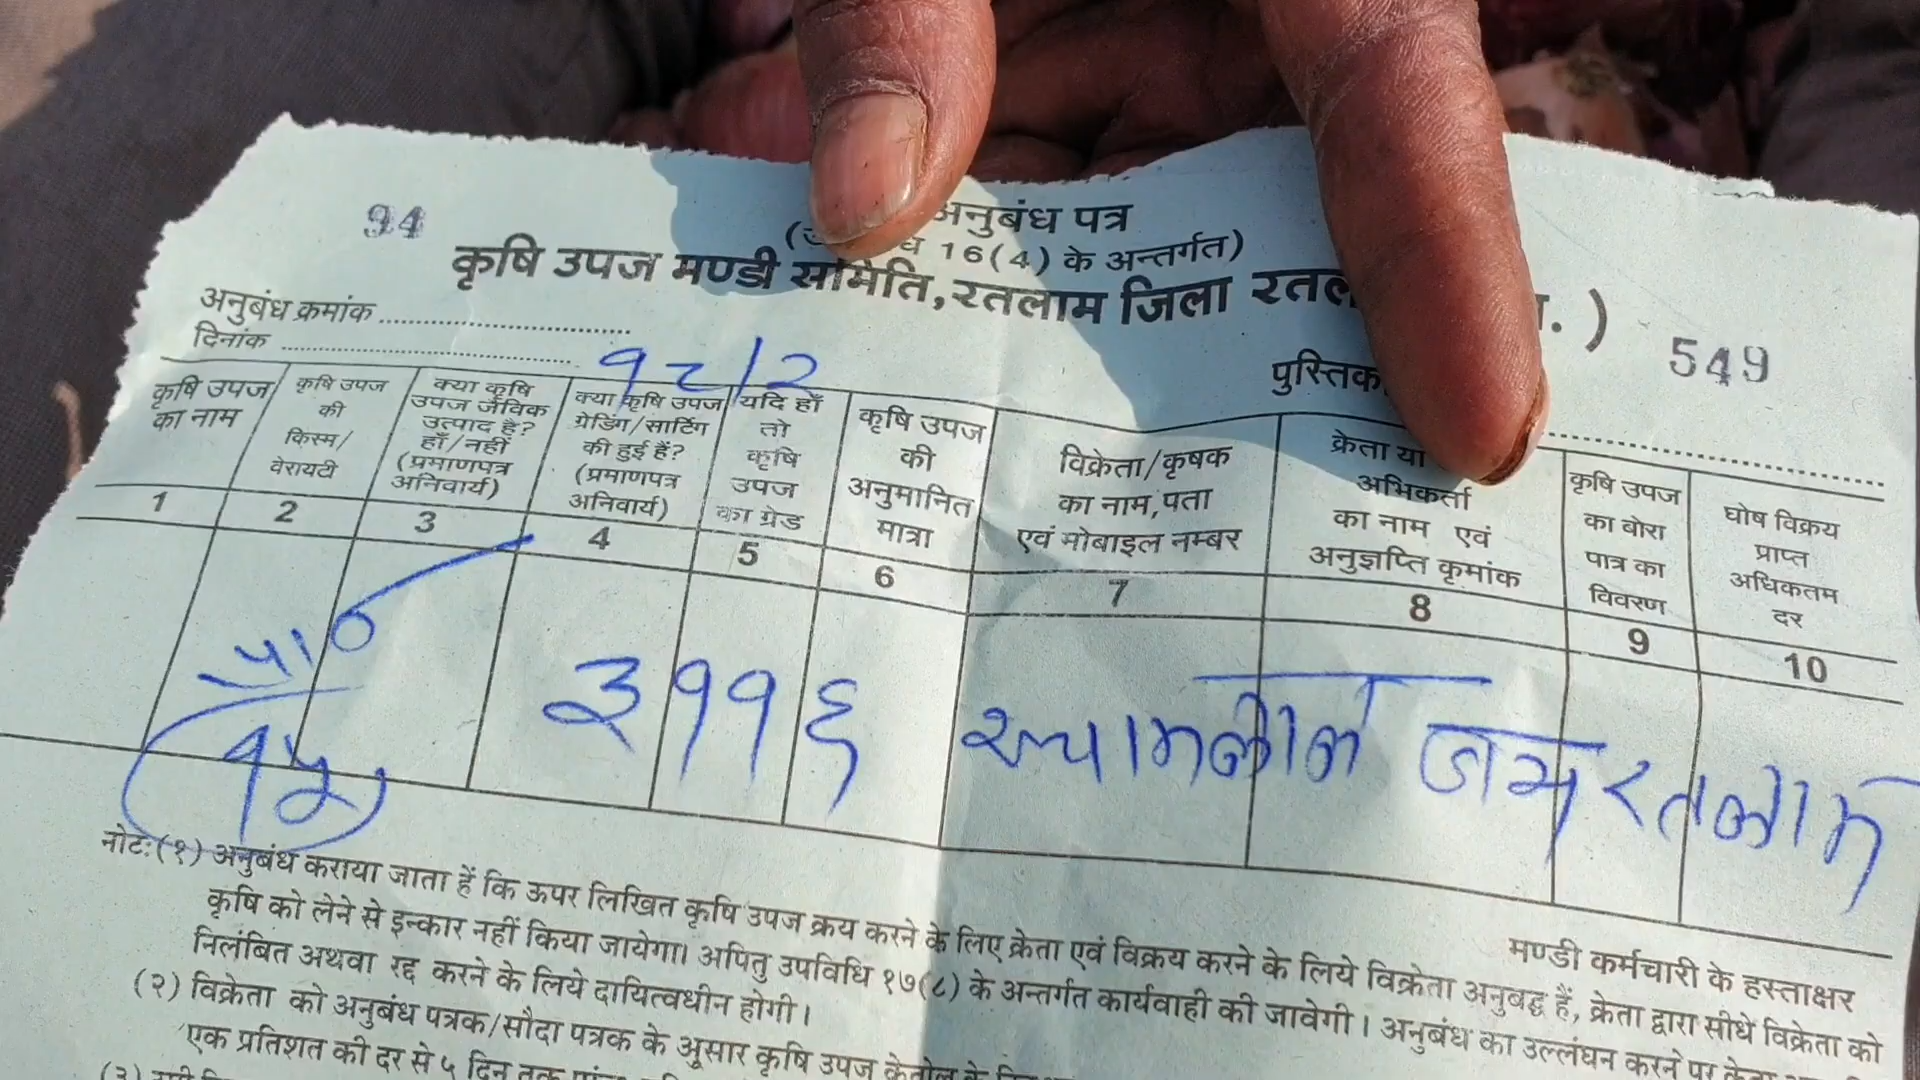 94
अनुबंध पत्र
16(4) के अन्तर्गत)
कृषि उपज मण्डी समिति, रतलाम जिला
549
अनुबंध क्रमांक
दिनांक १८/२
पुस्तिक
कृषि उपज का नाम
कृषि उपज की किस्म/ वेरायटी
क्या कृषि उपज जैविक उत्पाद है? हाँ/नहीं (प्रमाणपत्र अनिवार्य)
क्या कृषि उपज ग्रेडिंग/सार्टिग की हुई हैं? (प्रमाणपत्र अनिवार्य)
यदि हाँ तो कृषि उपज का ग्रेड
कृषि उपज की अनुमानित मात्रा
विक्रेता/कृषक का नाम,पता एवं मोबाइल नम्बर
क्रेता या अभिकर्ता का नाम एवं अनुज्ञप्ति कृमांक
कृषि उपज का बोरा पात्र का विवरण
घोष विक्रय प्राप्त अधिकतम दर
1 2 3 4 5 6 7 8 9 10
३११६ श्यामलाल रतलाम
(१५)
नोट:(१) अनुबंध कराया जाता हैं कि ऊपर लिखित कृषि उपज क्रय करने के लिए क्रेता एवं विक्रय करने के लिये विक्रेता अनुबद्ध हैं, क्रेता द्वारा सीधे विक्रेता को
मण्डी कर्मचारी के हस्ताक्षर
कृषि को लेने से इन्कार नहीं किया जायेगा। अपितु उपविधि १७(८) के अन्तर्गत कार्यवाही की जावेगी। अनुबंध का उल्लंघन करने पर
निलंबित अथवा रद्द करने के लिये दायित्वधीन होगी।
(२) विक्रेता को अनुबंध पत्रक/सौदा पत्रक के अुसार कृषि उपज
एक प्रतिशत की दर से ५ दिन तक
(३)